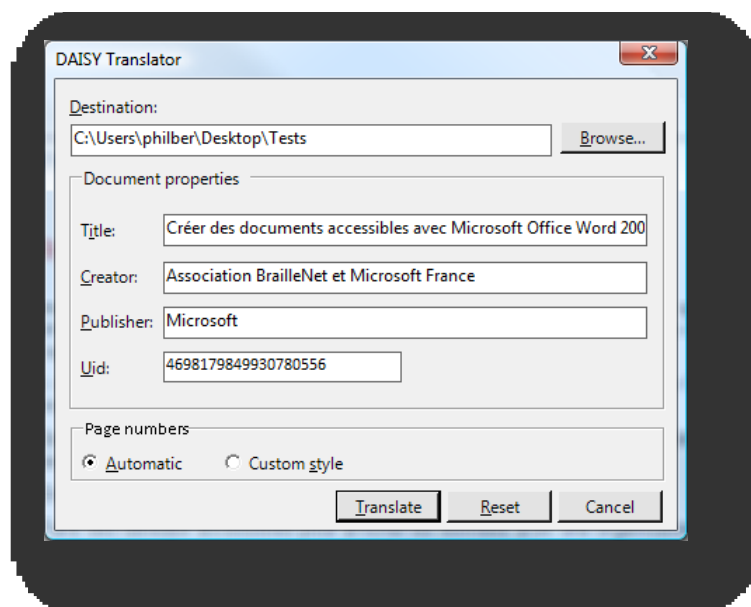 DAISY Translator
Destination:
C:\Users\philber\Desktop\Tests
Browse...
Document properties
Title: Créer des documents accessibles avec Microsoft Office Word 200
Creator: Association BrailleNet et Microsoft France
Publisher: Microsoft
Uid: 4698179849930780556
Page numbers
Automatic Custom style
Translate Reset Cancel